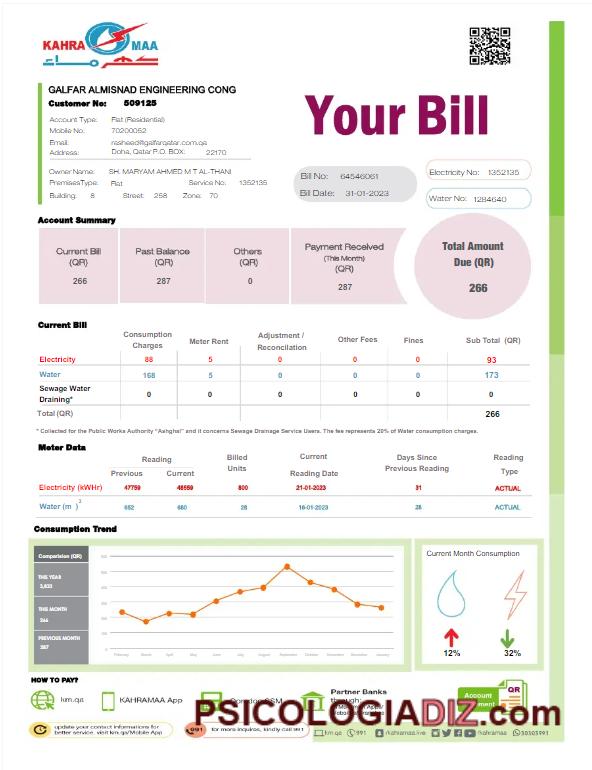 KAHRA MAA
GALFAR ALMISNAD ENGINEERING CONG
Customer No: 509125
Account Type: Flat (Residential)
Mobile No. 70200052
Email: rasheed@galfarqatar.com.qa
Address: Doha, Qatar P.O. BOX: 22170
Owner Name: SH. MARYAM AHMED M T AL-THANI
PremisesType: Flat Service No: 1352135
Building: 8 Street: 258 Zone: 70
Your Bill
Bill No: 64546061
Bill Date: 31-01-2023
Electricity No: 1352135
Water No: 1284640
Account Summary
Current Bill (QR) 266
Past Balance (QR) 287
Others (QR) 0
Payment Received (This Month) (QR) 287
Total Amount Due (QR) 266
Current Bill
Consumption Charges Meter Rent Adjustment / Reconcilation Other Fees Fines Sub Total (QR)
Electricity 88 5 0 0 0 93
Water 168 5 0 0 0 173
Sewage Water Draining* 0 0 0 0 0 0
Total (QR) 266
* Collected for the Public Works Authority "Ashghal" and it concerns Sewage Drainage Service Users. The fee represents 20% of Water consumption charges.
Meter Data
Reading Billed Units Current Reading Date Days Since Previous Reading Reading Type
Previous Current
Electricity (kWHr) 47759 48559 800 21-01-2023 31 ACTUAL
Water (m3) 652 680 28 18-01-2023 28 ACTUAL
Consumption Trend
Comparision (QR)
THIS YEAR
3,833
THIS MONTH
266
PREVIOUS MONTH
287
February March April May June July August September October November December January
Current Month Consumption
12% 32%
HOW TO PAY?
km.qa
KAHRAMAA App
Ooredoo SSM
Partner Banks
through:
Account
QR
PSICOLOGIADIZ.com
update your contact informations for
better service. visit km.qa/Mobile App
991 for more inquires, kindly call 991
km.qa 991 /kahramaa.live /kahramaa 30303991